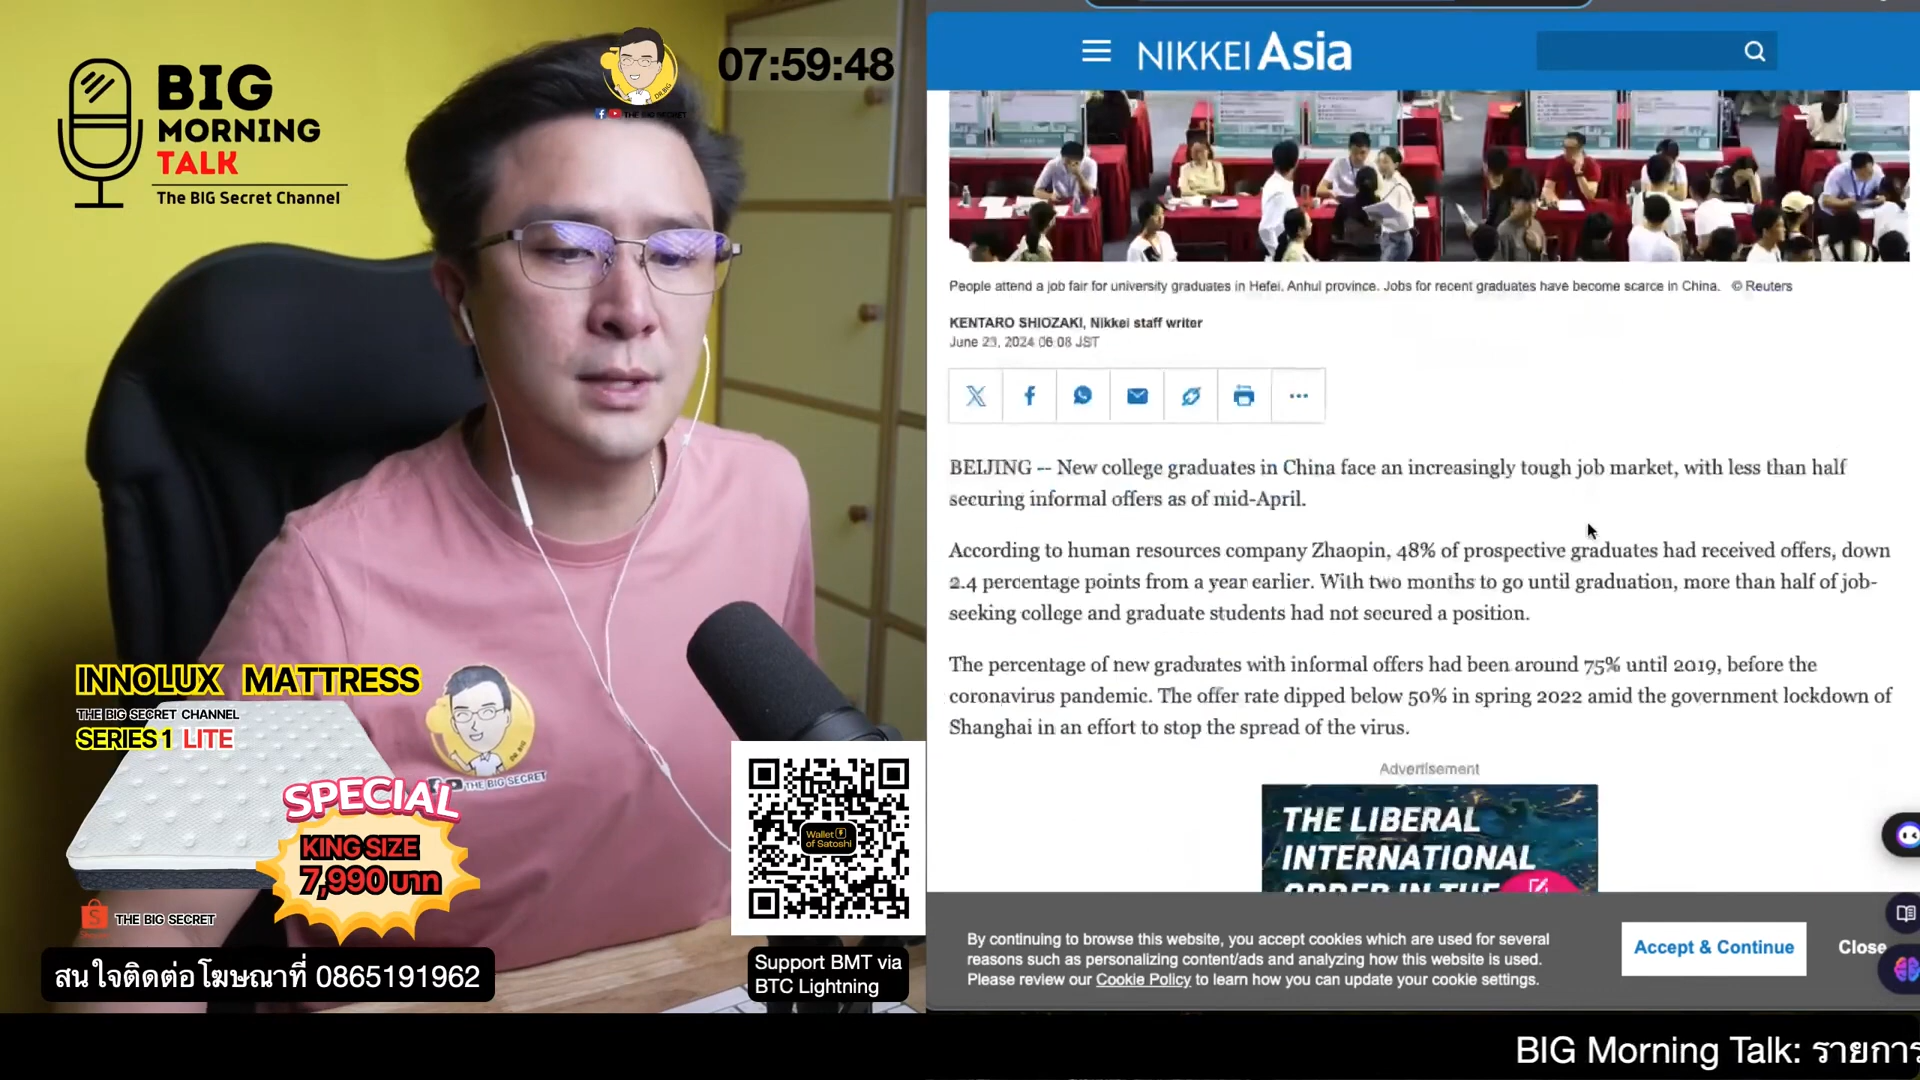 BIG
MORNING
TALK
The BIG Secret Channel
THE BIG SECRET
07:59:48
INNOLUX MATTRESS
THE BIG SECRET CHANNEL
SERIES 1 LITE
SPECIAL
KING SIZE
7,990 บาท
THE BIG SECRET
THE BIG SECRET
สนใจติดต่อโฆษณาที่ 0865191962
Wallet
of Satoshi
Support BMT via
BTC Lightning
NIKKEI Asia
People attend a job fair for university graduates in Hefei, Anhui province. Jobs for recent graduates have become scarce in China. © Reuters
KENTARO SHIOZAKI, Nikkei staff writer
June 23, 2024 06:08 JST
BEIJING -- New college graduates in China face an increasingly tough job market, with less than half
securing informal offers as of mid-April.
According to human resources company Zhaopin, 48% of prospective graduates had received offers, down
2.4 percentage points from a year earlier. With two months to go until graduation, more than half of job-
seeking college and graduate students had not secured a position.
The percentage of new graduates with informal offers had been around 75% until 2019, before the
coronavirus pandemic. The offer rate dipped below 50% in spring 2022 amid the government lockdown of
Shanghai in an effort to stop the spread of the virus.
Advertisement
THE LIBERAL
INTERNATIONAL
ORDER IN THE
By continuing to browse this website, you accept cookies which are used for several
reasons such as personalizing content/ads and analyzing how this website is used.
Please review our Cookie Policy to learn how you can update your cookie settings.
Accept & Continue
Close
BIG Morning Talk: รายการ